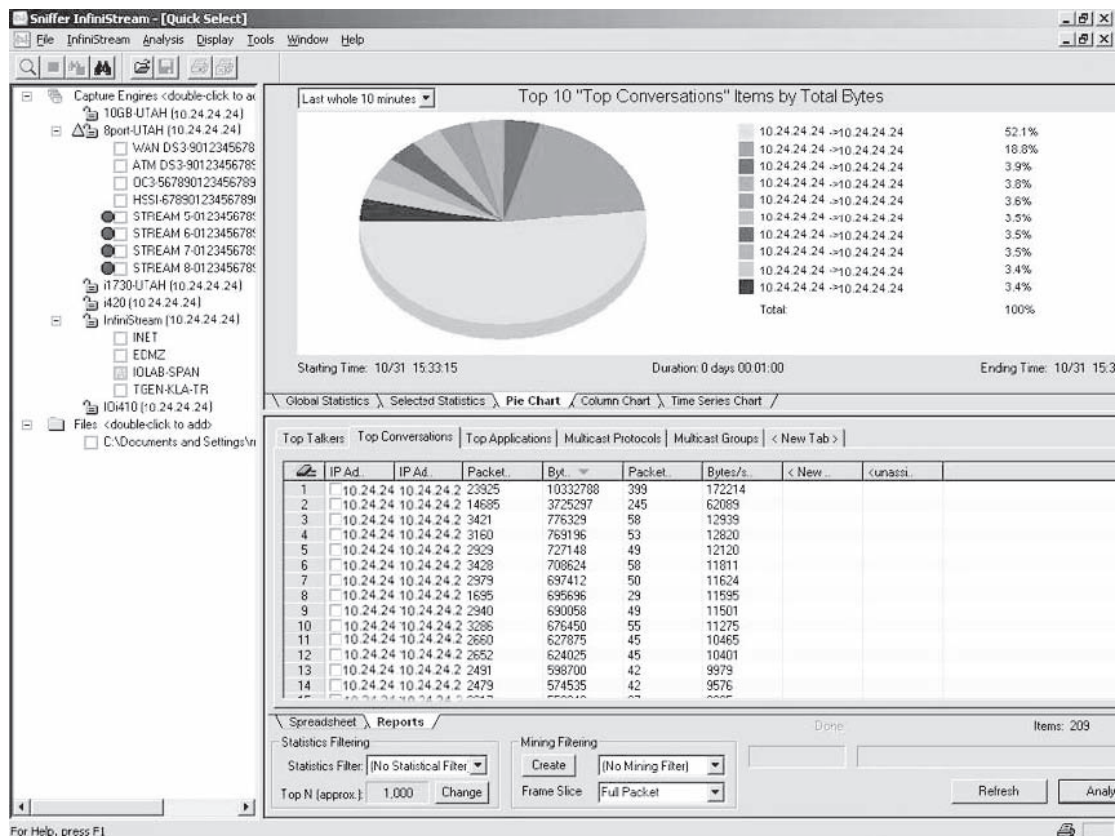 Sniffer InfiniStream - [Quick Select]
File InfiniStream Analysis Display Tools Window Help
Capture Engines <double-click to ad
10GB-UTAH (10.24.24.24)
8port-UTAH (10.24.24.24)
WAN DS3-9012345678
ATM DS3-9012345678
OC3-567890123456789
HSSI-67890123456789
STREAM 5-012345678
STREAM 6-012345678
STREAM 7-012345678
STREAM 8-012345678
i1730-UTAH (10.24.24.24)
i420 (10.24.24.24)
InfiniStream (10.24.24.24)
INET
EDMZ
IOLAB-SPAN
TGEN-KLA-TR
IOi410 (10.24.24.24)
Files <double-click to add>
C:\Documents and Settings\
Last whole 10 minutes
Top 10 "Top Conversations" Items by Total Bytes
10.24.24.24 ->10.24.24.24 52.1%
10.24.24.24 ->10.24.24.24 18.8%
10.24.24.24 ->10.24.24.24 3.9%
10.24.24.24 ->10.24.24.24 3.8%
10.24.24.24 ->10.24.24.24 3.6%
10.24.24.24 ->10.24.24.24 3.5%
10.24.24.24 ->10.24.24.24 3.5%
10.24.24.24 ->10.24.24.24 3.5%
10.24.24.24 ->10.24.24.24 3.4%
10.24.24.24 ->10.24.24.24 3.4%
Total: 100%
Starting Time: 10/31 15:33:15 Duration: 0 days 00:01:00 Ending Time: 10/31 15:3
Global Statistics Selected Statistics Pie Chart Column Chart Time Series Chart
Top Talkers Top Conversations Top Applications Multicast Protocols Multicast Groups < New Tab >
IP Ad.. IP Ad.. Packet.. Byt.. Packet.. Bytes/s.. < New .. <unassi..
1 10.24.24 10.24.24.2 23925 10332788 399 172214
2 10.24.24 10.24.24.2 14685 3725297 245 62089
3 10.24.24 10.24.24.2 3421 776329 58 12939
4 10.24.24 10.24.24.2 3160 769196 53 12820
5 10.24.24 10.24.24.2 2929 727148 49 12120
6 10.24.24 10.24.24.2 3428 708624 58 11811
7 10.24.24 10.24.24.2 2979 697412 50 11624
8 10.24.24 10.24.24.2 1695 695696 29 11595
9 10.24.24 10.24.24.2 2940 690058 49 11501
10 10.24.24 10.24.24.2 3286 676450 55 11275
11 10.24.24 10.24.24.2 2660 627875 45 10465
12 10.24.24 10.24.24.2 2652 624025 45 10401
13 10.24.24 10.24.24.2 2491 598700 42 9979
14 10.24.24 10.24.24.2 2479 574535 42 9576
Spreadsheet Reports
Done
Items: 209
Statistics Filtering
Statistics Filter: (No Statistical Filter
Top N (approx.): 1,000 Change
Mining Filtering
Create (No Mining Filter)
Frame Slice Full Packet
Refresh Analy
For Help, press F1